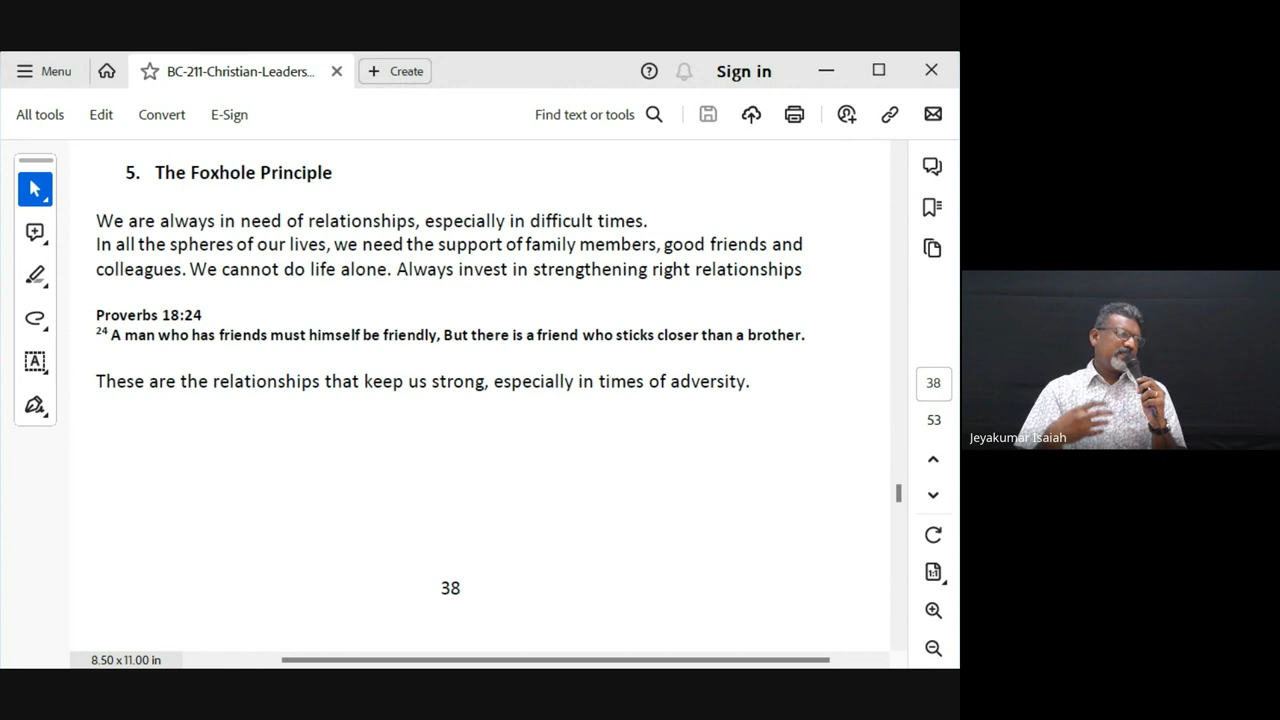 Menu
BC-211-Christian-Leaders...
Create
Sign in
All tools
Edit
Convert
E-Sign
Find text or tools
5. The Foxhole Principle
We are always in need of relationships, especially in difficult times.
In all the spheres of our lives, we need the support of family members, good friends and
colleagues. We cannot do life alone. Always invest in strengthening right relationships
Proverbs 18:24
24 A man who has friends must himself be friendly, But there is a friend who sticks closer than a brother.
These are the relationships that keep us strong, especially in times of adversity.
38
8.50 x 11.00 in
38
53
1:1
Jeyakumar Isaiah